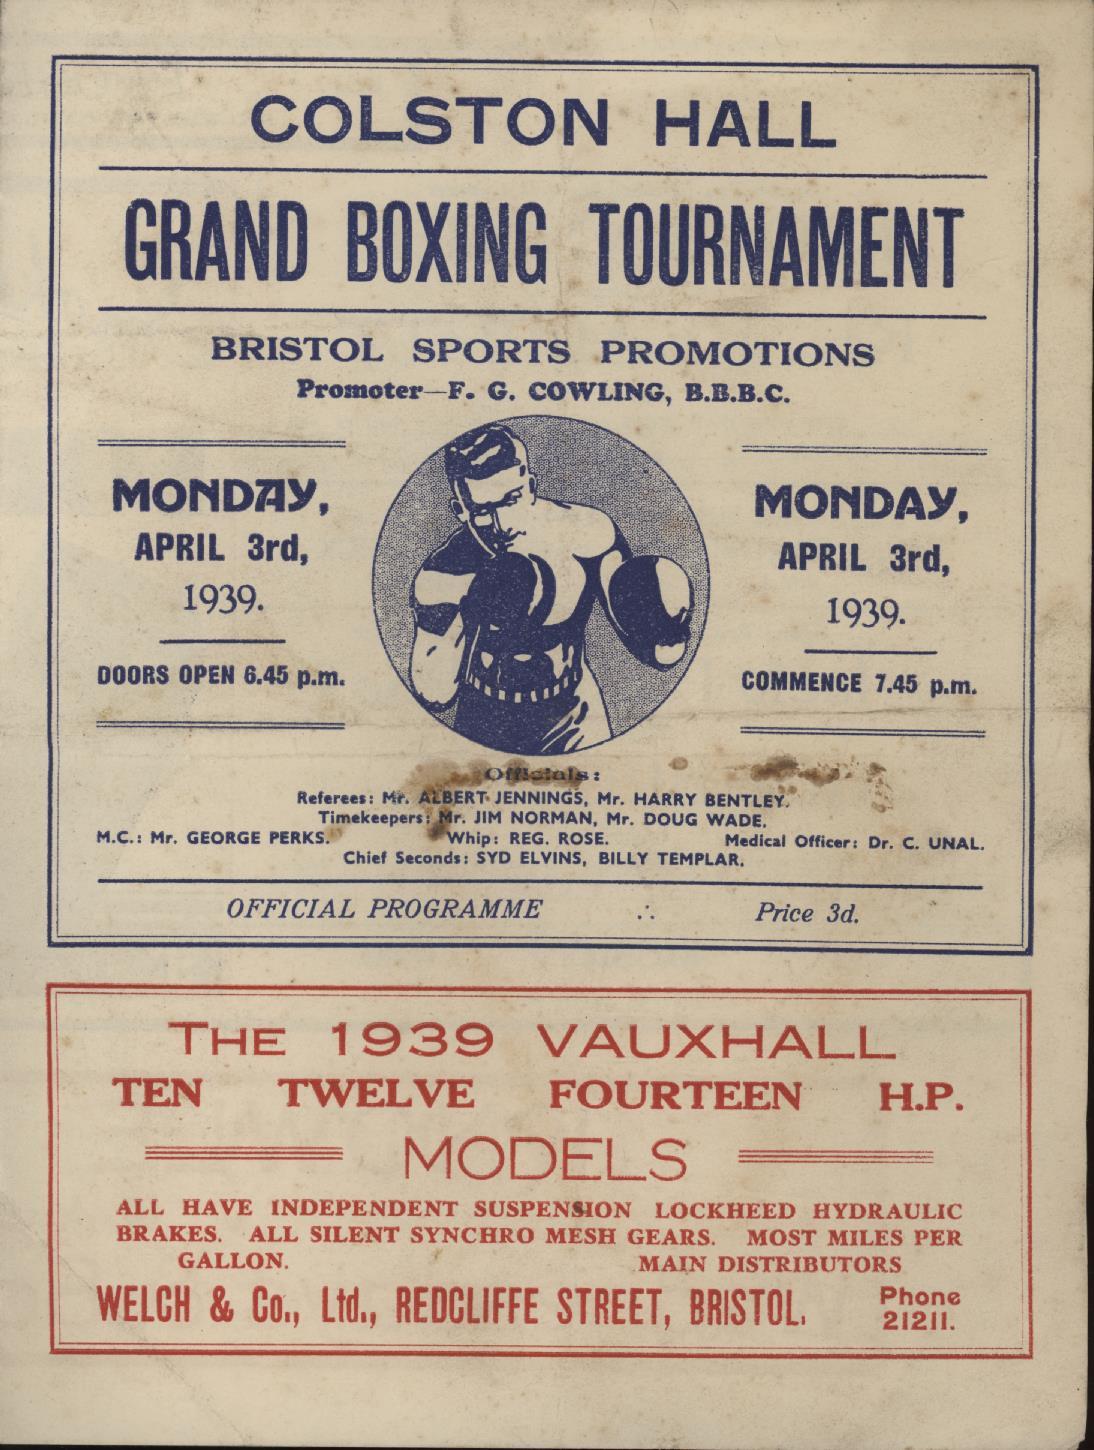 COLSTON HALL
GRAND BOXING TOURNAMENT
BRISTOL SPORTS PROMOTIONS
Promoter—F. G. COWLING, B.B.B.C.
MONDAY,
APRIL 3rd,
1939.
DOORS OPEN 6.45 p.m.
MONDAY,
APRIL 3rd,
1939.
COMMENCE 7.45 p.m.
Officials:
Referees: Mr. ALBERT JENNINGS, Mr. HARRY BENTLEY.
Timekeepers: Mr. JIM NORMAN, Mr. DOUG WADE.
M.C.: Mr. GEORGE PERKS. Whip: REG. ROSE. Medical Officer: Dr. C. UNAL.
Chief Seconds: SYD ELVINS, BILLY TEMPLAR.
OFFICIAL PROGRAMME ∴ Price 3d.
THE 1939 VAUXHALL
TEN TWELVE FOURTEEN H.P.
MODELS
ALL HAVE INDEPENDENT SUSPENSION LOCKHEED HYDRAULIC
BRAKES. ALL SILENT SYNCHRO MESH GEARS. MOST MILES PER
GALLON. MAIN DISTRIBUTORS
WELCH & Co., Ltd., REDCLIFFE STREET, BRISTOL. Phone
21211.